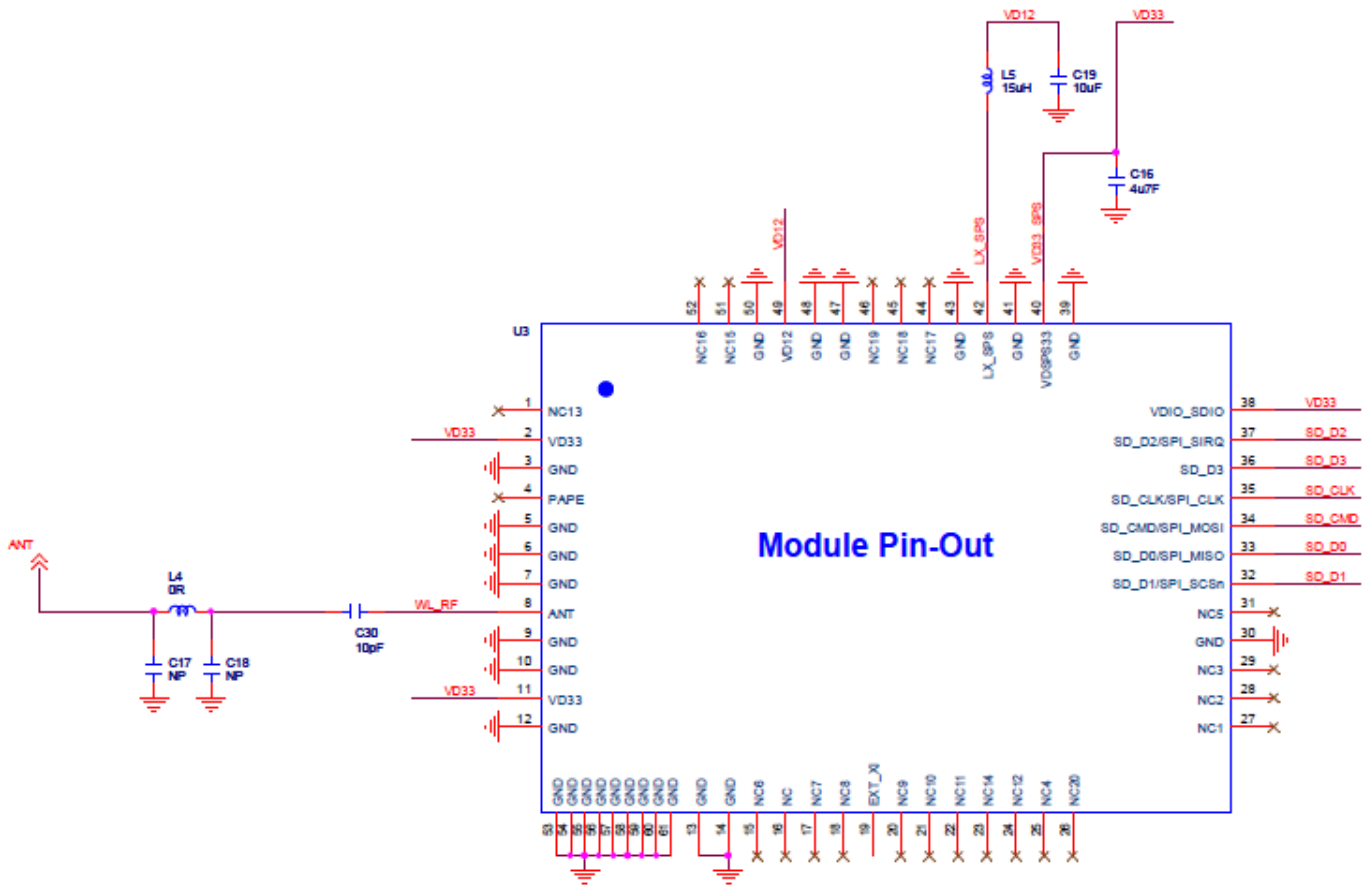 VD12
VD33
L5
15uH
C19
10uF
C16
4u7F
VD12
LX_SPS
VD33_SPS
52
51
50
49
48
47
46
45
44
43
42
41
40
39
U3
NC16
NC15
GND
VD12
GND
GND
NC19
NC18
NC17
GND
LX_SPS
GND
VDSPS33
GND
1 NC13
VD33 2 VD33
3 GND
4 PAPE
5 GND
6 GND
7 GND
ANT
L4
0R
WL_RF 8 ANT
C30
10pF
9 GND
10 GND
C17
NP
C18
NP
VD33 11 VD33
12 GND
Module Pin-Out
VDIO_SDIO 38 VD33
SD_D2/SPI_SIRQ 37 SD_D2
SD_D3 36 SD_D3
SD_CLK/SPI_CLK 35 SD_CLK
SD_CMD/SPI_MOSI 34 SD_CMD
SD_D0/SPI_MISO 33 SD_D0
SD_D1/SPI_SCSn 32 SD_D1
NC5 31
GND 30
NC3 29
NC2 28
NC1 27
GND
GND
GND
GND
GND
GND
GND
GND
GND
GND
GND
NC6
NC
NC7
NC8
EXT_XI
NC9
NC10
NC11
NC14
NC12
NC4
NC20
53
54
55
56
57
58
59
60
61
13
14
15
16
17
18
19
20
21
22
23
24
25
26